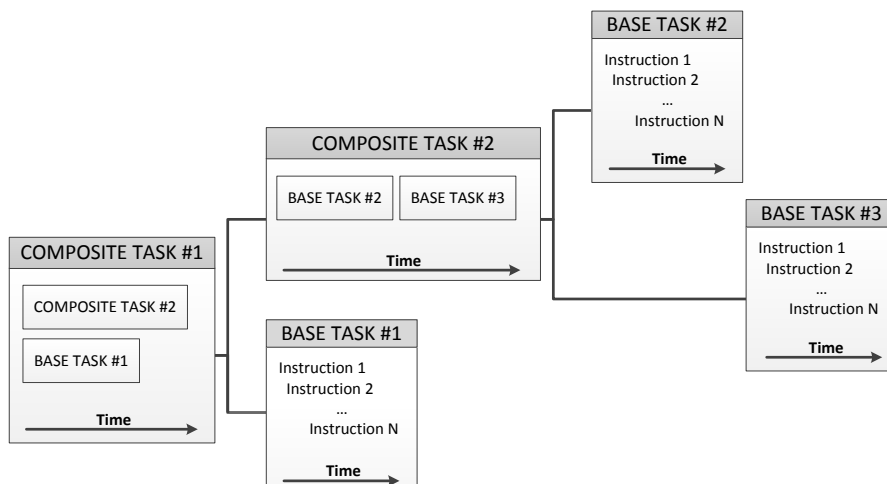 COMPOSITE TASK #1
COMPOSITE TASK #2
BASE TASK #1
Time
COMPOSITE TASK #2
BASE TASK #2
BASE TASK #3
Time
BASE TASK #1
Instruction 1
Instruction 2
...
Instruction N
Time
BASE TASK #2
Instruction 1
Instruction 2
...
Instruction N
Time
BASE TASK #3
Instruction 1
Instruction 2
...
Instruction N
Time